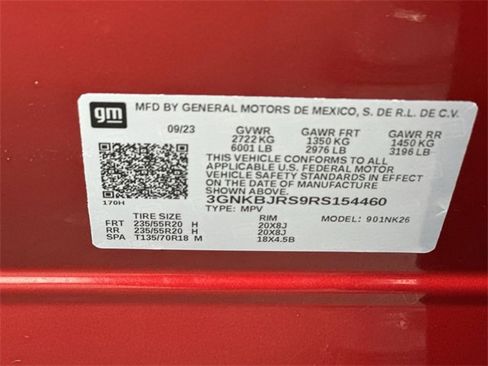 gm
MFD BY GENERAL MOTORS DE MEXICO, S. DE R.L. DE C.V.
09/23 GVWR GAWR FRT GAWR RR
2722 KG 1350 KG 1450 KG
6001 LB 2976 LB 3196 LB
THIS VEHICLE CONFORMS TO ALL
APPLICABLE U.S. FEDERAL MOTOR
VEHICLE SAFETY STANDARDS IN
EFFECT ON THE DATE OF
MANUFACTURE SHOWN ABOVE.
170H 3GNKBJRS9RS154460
TYPE: MPV MODEL: 901NK26
TIRE SIZE RIM
FRT 235/55R20 H 20X8J
RR 235/55R20 H 20X8J
SPA T135/70R18 M 18X4.5B